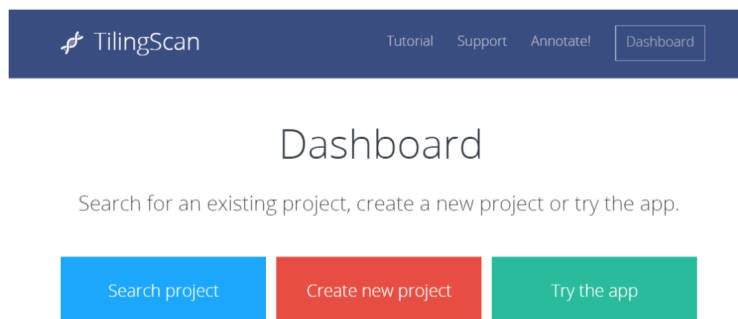 TilingScan Tutorial Support Annotate! Dashboard
Dashboard
Search for an existing project, create a new project or try the app.
Search project Create new project Try the app